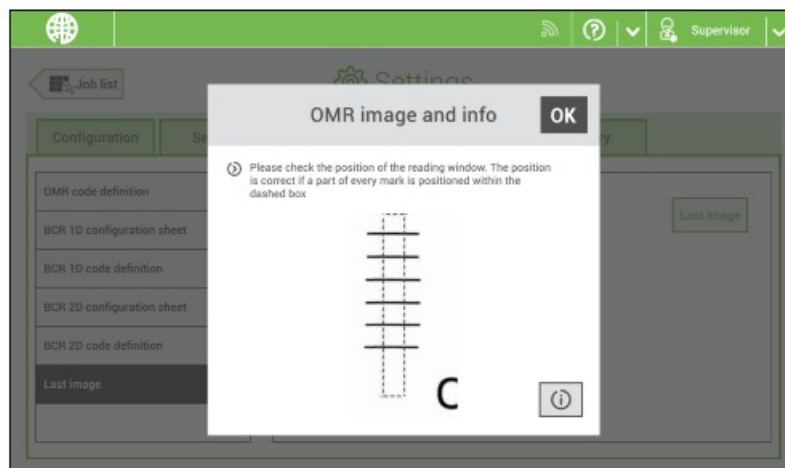 Supervisor
Job list
Settings
Configuration
OMR image and info
OK
Please check the position of the reading window. The position
is correct if a part of every mark is positioned within the
dashed box
OMR code definition
BCR 1D configuration sheet
BCR 1D code definition
BCR 2D configuration sheet
BCR 2D code definition
Last image
Last image
C